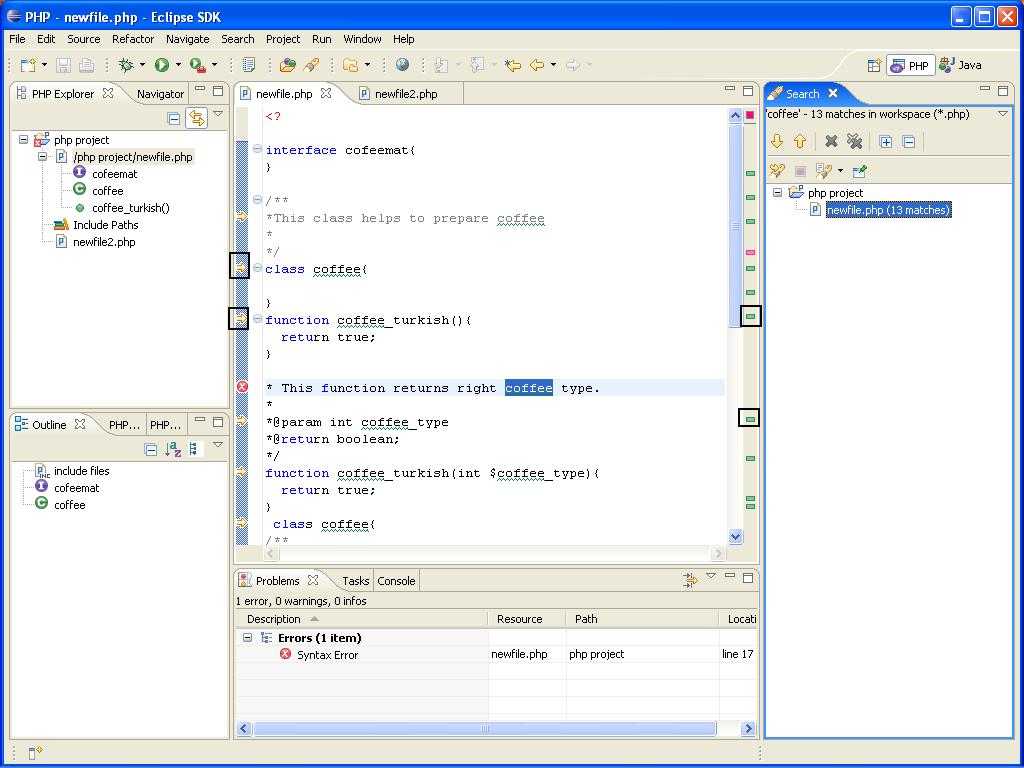 PHP - newfile.php - Eclipse SDK
File Edit Source Refactor Navigate Search Project Run Window Help
PHP Java
PHP Explorer Navigator
php project
/php project/newfile.php
cofeemat
coffee
coffee_turkish()
Include Paths
newfile2.php
Outline PHP... PHP...
include files
cofeemat
coffee
newfile.php newfile2.php
<?
interface cofeemat{
}
/**
*This class helps to prepare coffee
*
*/
class coffee{
}
function coffee_turkish(){
return true;
}
* This function returns right coffee type.
*
*@param int coffee_type
*@return boolean;
*/
function coffee_turkish(int $coffee_type){
return true;
}
class coffee{
/**
Problems Tasks Console
1 error, 0 warnings, 0 infos
Description Resource Path Locati
Errors (1 item)
Syntax Error newfile.php php project line 17
Search
'coffee' - 13 matches in workspace (*.php)
php project
newfile.php (13 matches)